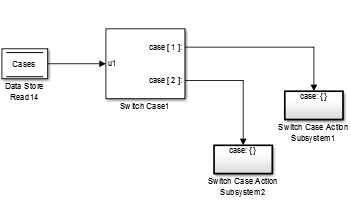 case [ 1 ]:
Cases
u1
case [ 2 ]:
Data Store
Read14
Switch Case1
case: { }
Switch Case Action
Subsystem1
case: { }
Switch Case Action
Subsystem2